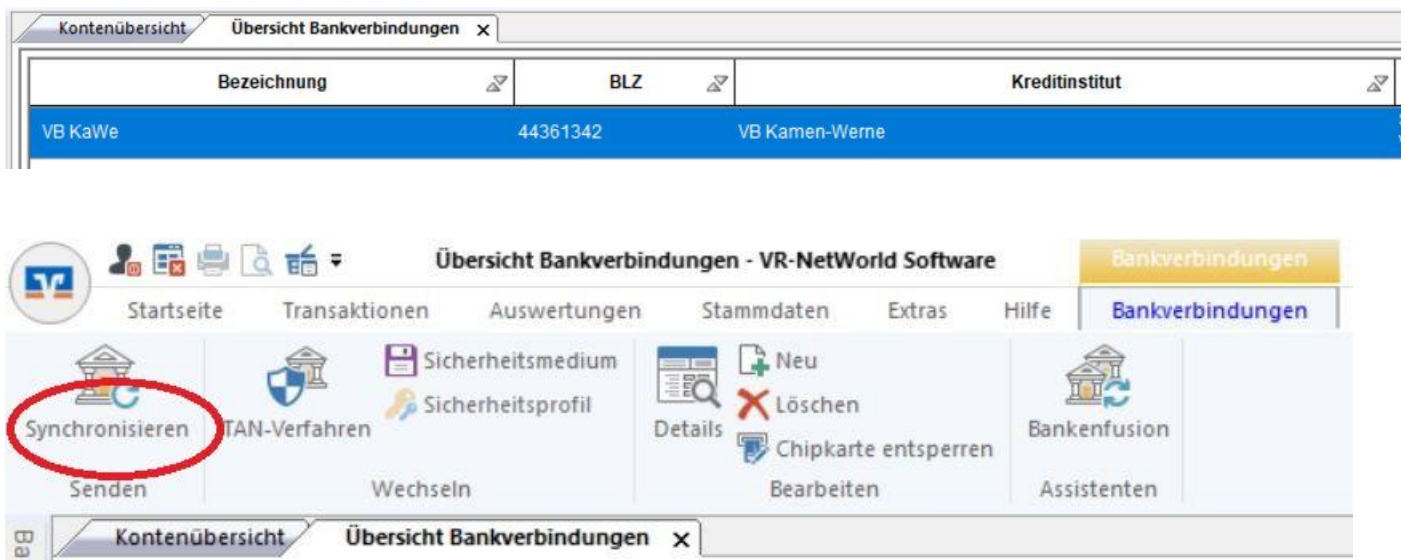 Kontenübersicht Übersicht Bankverbindungen x
Bezeichnung BLZ Kreditinstitut
VB KaWe 44361342 VB Kamen-Werne
Übersicht Bankverbindungen - VR-NetWorld Software Bankverbindungen
Startseite Transaktionen Auswertungen Stammdaten Extras Hilfe Bankverbindungen
Sicherheitsmedium Neu
Sicherheitsprofil Löschen
Synchronisieren TAN-Verfahren Details Chipkarte entsperren Bankenfusion
Senden Wechseln Bearbeiten Assistenten
Ba Kontenübersicht Übersicht Bankverbindungen x